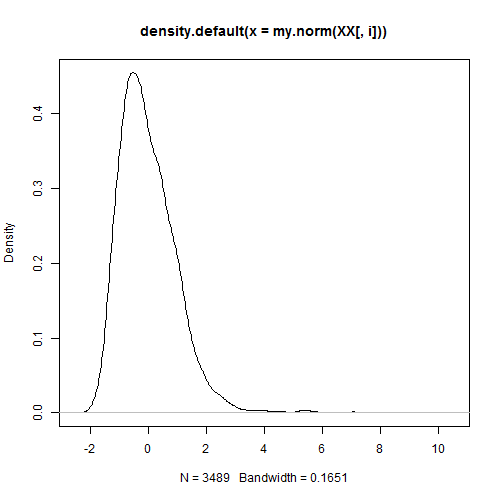 density.default(x = my.norm(XX[, i]))
Density
0.4
0.3
0.2
0.1
0.0
-2 0 2 4 6 8 10
N = 3489 Bandwidth = 0.1651